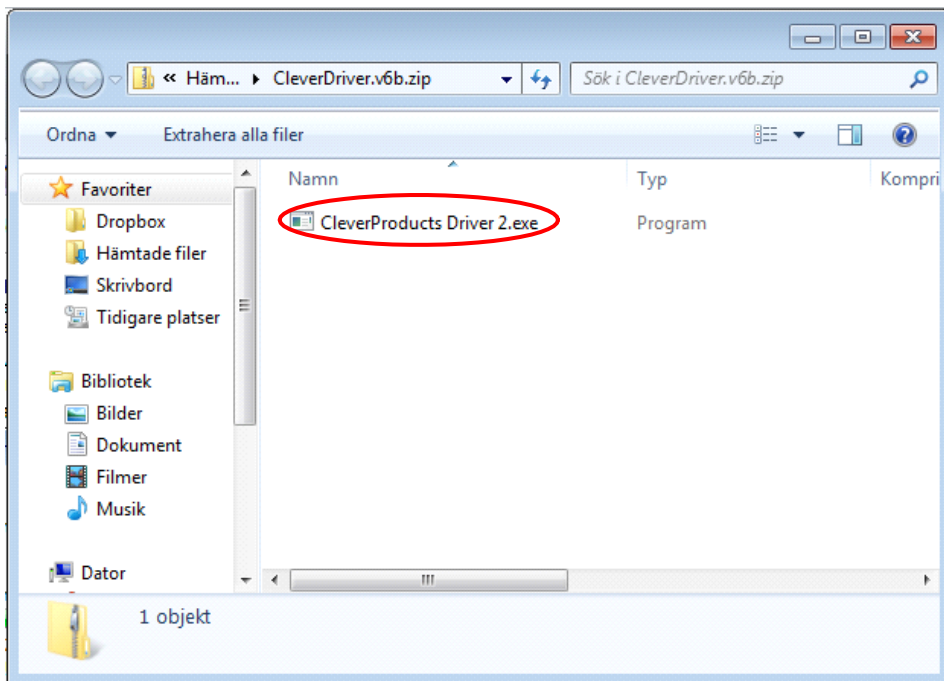 « Häm... CleverDriver.v6b.zip
Sök i CleverDriver.v6b.zip
Ordna Extrahera alla filer
Namn Typ Kompri
CleverProducts Driver 2.exe Program
Favoriter
Dropbox
Hämtade filer
Skrivbord
Tidigare platser
Bibliotek
Bilder
Dokument
Filmer
Musik
Dator
1 objekt